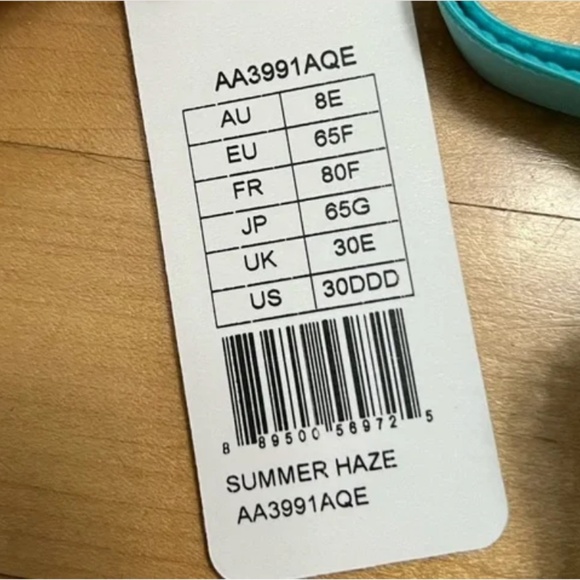 AA3991AQE
AU 8E
EU 65F
FR 80F
JP 65G
UK 30E
US 30DDD
8 89500 56972 5
SUMMER HAZE
AA3991AQE